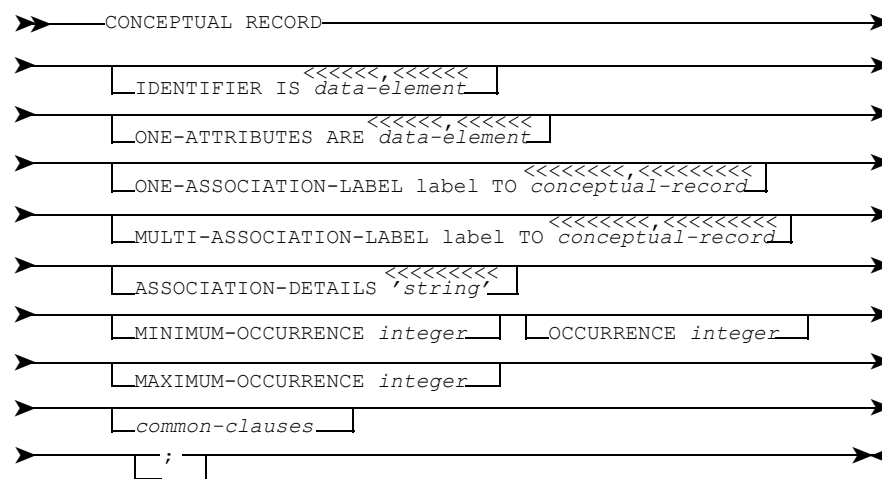 CONCEPTUAL RECORD
<<<<<<,<<<<<<
IDENTIFIER IS data-element
<<<<<<,<<<<<<
ONE-ATTRIBUTES ARE data-element
<<<<<<<<,<<<<<<<<<
ONE-ASSOCIATION-LABEL label TO conceptual-record
<<<<<<<<,<<<<<<<<<
MULTI-ASSOCIATION-LABEL label TO conceptual-record
<<<<<<<<<
ASSOCIATION-DETAILS 'string'
MINIMUM-OCCURRENCE integer OCCURRENCE integer
MAXIMUM-OCCURRENCE integer
common-clauses
;